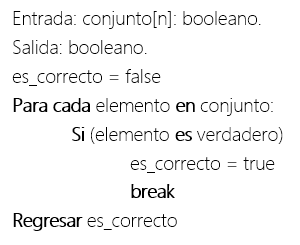 Entrada: conjunto[n]: booleano.
Salida: booleano.
es_correcto = false
Para cada elemento en conjunto:
Si (elemento es verdadero)
es_correcto = true
break
Regresar es_correcto